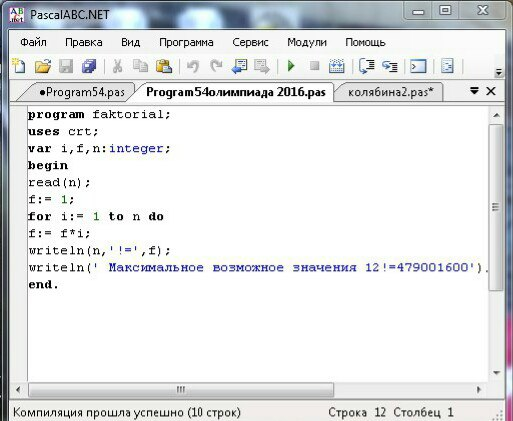 PascalABC.NET
Файл Правка Вид Программа Сервис Модули Помощь
•Program54.pas Program54олимпиада 2016.pas колябина2.pas*
program faktorial;
uses crt;
var i,f,n:integer;
begin
read(n);
f:= 1;
for i:= 1 to n do
f:= f*i;
writeln(n,'!=',f);
writeln(' Максимальное возможное значения 12!=479001600').
end.
Компиляция прошла успешно (10 строк) Строка 12 Столбец 1